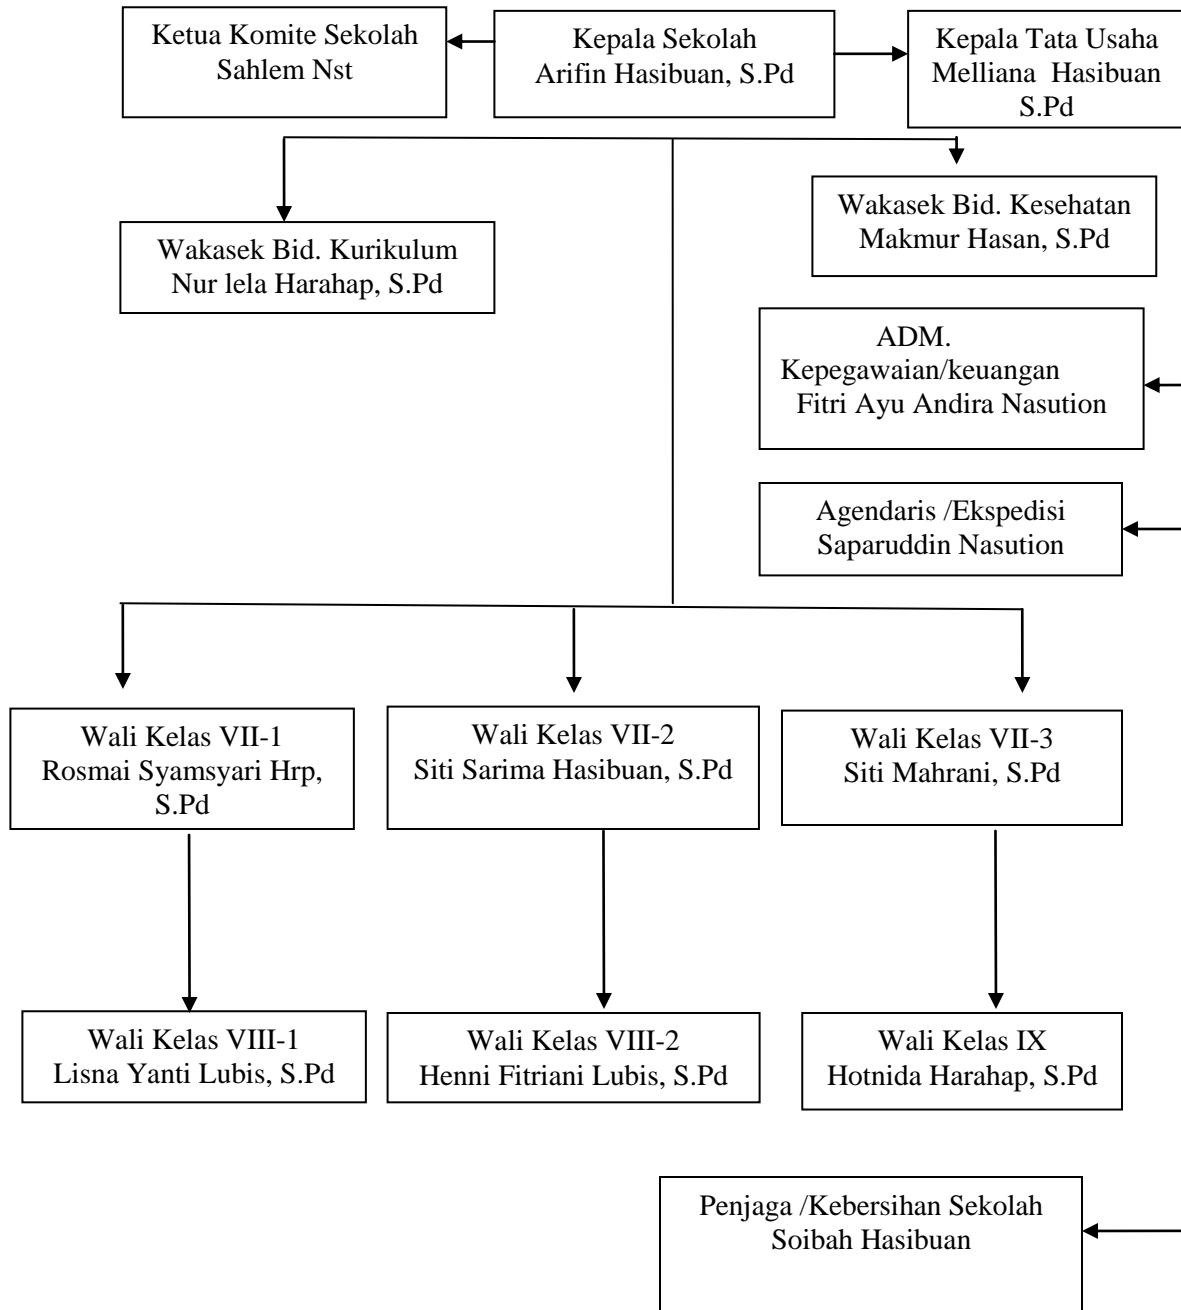 Ketua Komite Sekolah
Sahlem Nst
Kepala Sekolah
Arifin Hasibuan, S.Pd
Kepala Tata Usaha
Melliana Hasibuan
S.Pd
Wakasek Bid. Kurikulum
Nur lela Harahap, S.Pd
Wakasek Bid. Kesehatan
Makmur Hasan, S.Pd
ADM.
Kepegawaian/keuangan
Fitri Ayu Andira Nasution
Agendaris /Ekspedisi
Saparuddin Nasution
Wali Kelas VII-1
Rosmai Syamsyari Hrp,
S.Pd
Wali Kelas VII-2
Siti Sarima Hasibuan, S.Pd
Wali Kelas VII-3
Siti Mahrani, S.Pd
Wali Kelas VIII-1
Lisna Yanti Lubis, S.Pd
Wali Kelas VIII-2
Henni Fitriani Lubis, S.Pd
Wali Kelas IX
Hotnida Harahap, S.Pd
Penjaga /Kebersihan Sekolah
Soibah Hasibuan